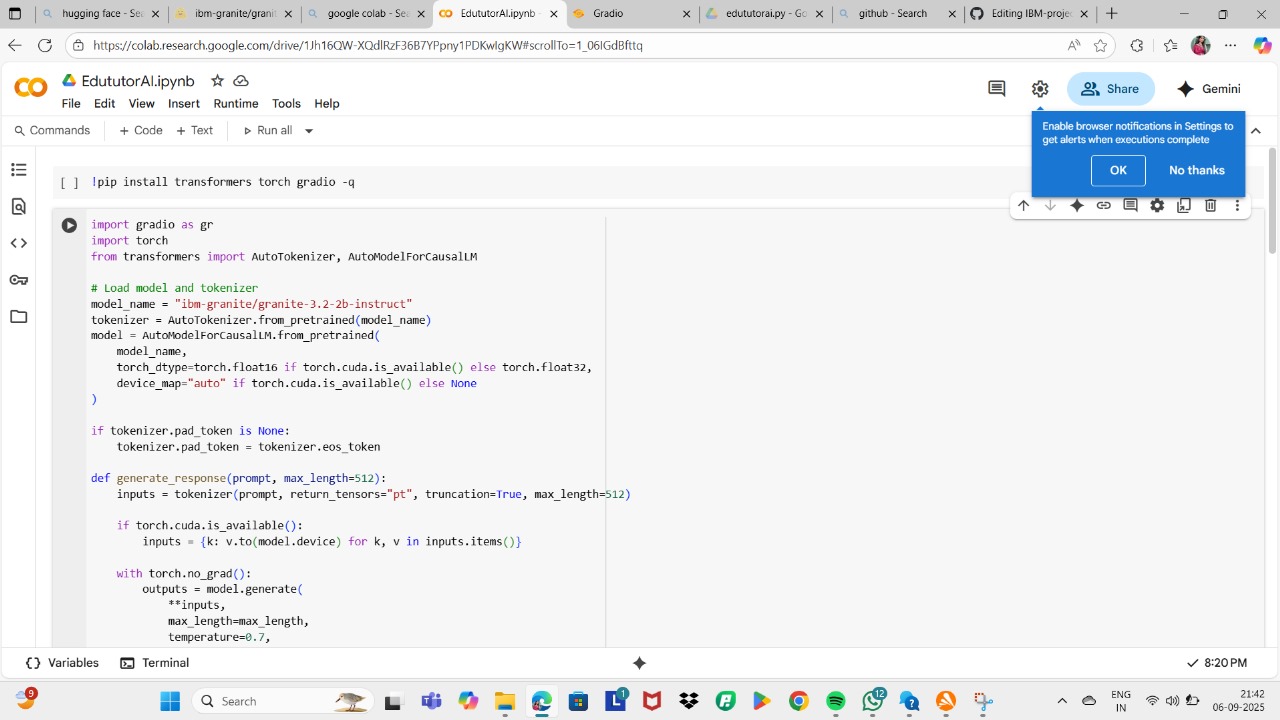 hugging face - Sea
ibm-granite/granit
google colab - Sea
EdututorAI.ipynb -
Gradio
edututorai.py - Go
github - Search
Editing IBM-projec
https://colab.research.google.com/drive/1Jh16QW-XQdlRzF36B7YPpny1PDKwIgKW#scrollTo=1_06IGdBfttq
EdututorAI.ipynb
File Edit View Insert Runtime Tools Help
Share
Gemini
Commands + Code + Text Run all
Enable browser notifications in Settings to
get alerts when executions complete
OK No thanks
[ ] !pip install transformers torch gradio -q
import gradio as gr
import torch
from transformers import AutoTokenizer, AutoModelForCausalLM
# Load model and tokenizer
model_name = "ibm-granite/granite-3.2-2b-instruct"
tokenizer = AutoTokenizer.from_pretrained(model_name)
model = AutoModelForCausalLM.from_pretrained(
    model_name,
    torch_dtype=torch.float16 if torch.cuda.is_available() else torch.float32,
    device_map="auto" if torch.cuda.is_available() else None
)
if tokenizer.pad_token is None:
    tokenizer.pad_token = tokenizer.eos_token
def generate_response(prompt, max_length=512):
    inputs = tokenizer(prompt, return_tensors="pt", truncation=True, max_length=512)
    if torch.cuda.is_available():
        inputs = {k: v.to(model.device) for k, v in inputs.items()}
    with torch.no_grad():
        outputs = model.generate(
            **inputs,
            max_length=max_length,
            temperature=0.7,
Variables Terminal
8:20 PM
9
Search
1
12
ENG
IN
21:42
06-09-2025